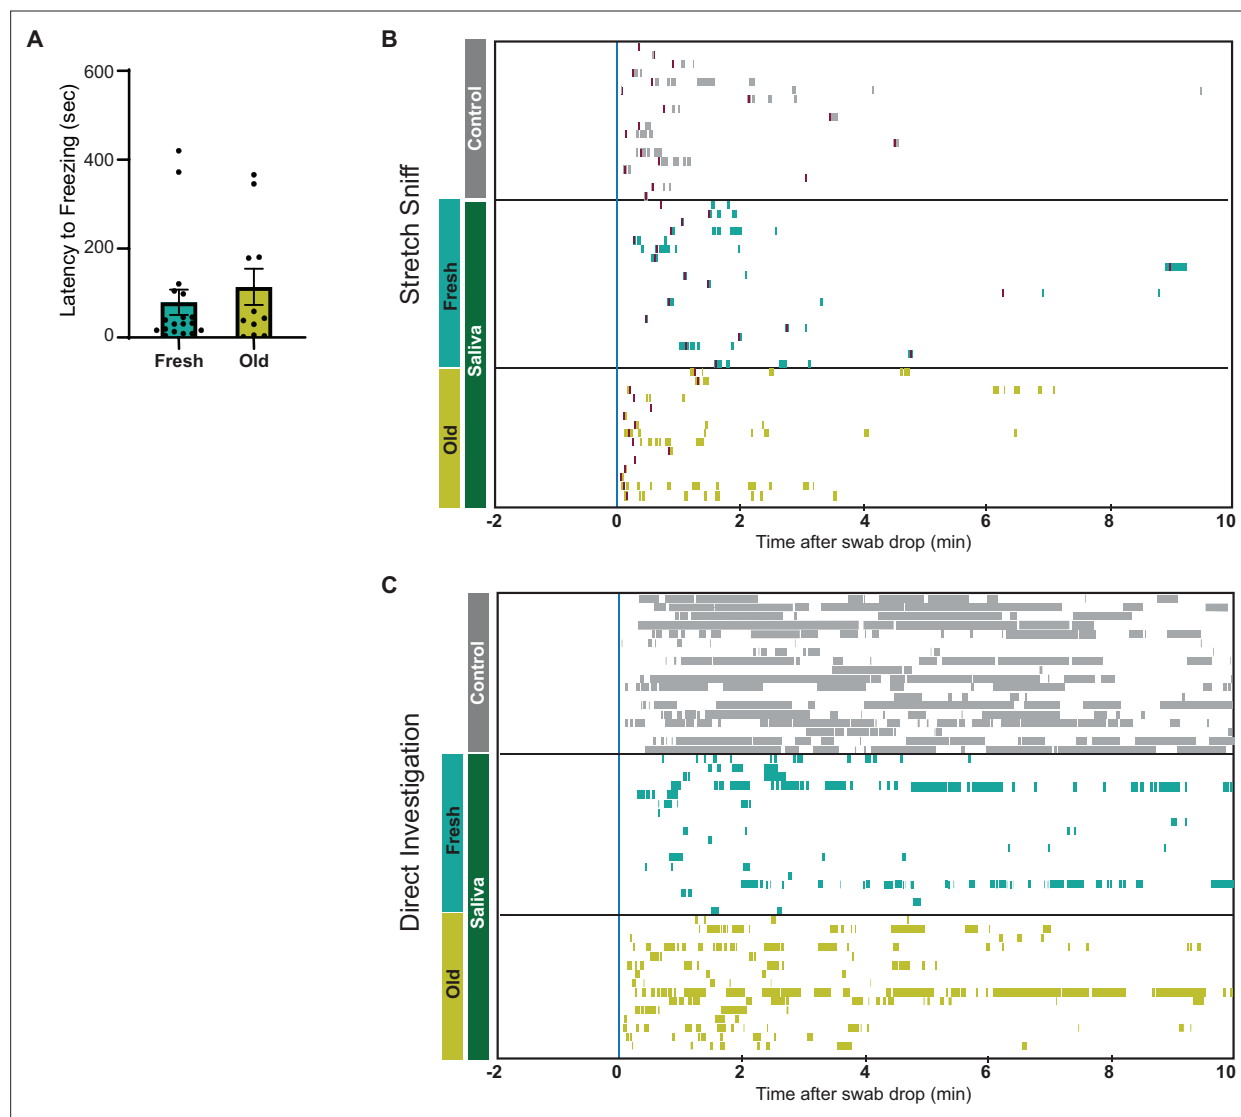 A
Latency to Freezing (sec)
600
400
200
0
Fresh
Old
B
Stretch Sniff
Control
Fresh
Old
Saliva
-2
0
2
4
6
8
10
Time after swab drop (min)
C
Direct Investigation
Control
Fresh
Old
Saliva
-2
0
2
4
6
8
10
Time after swab drop (min)